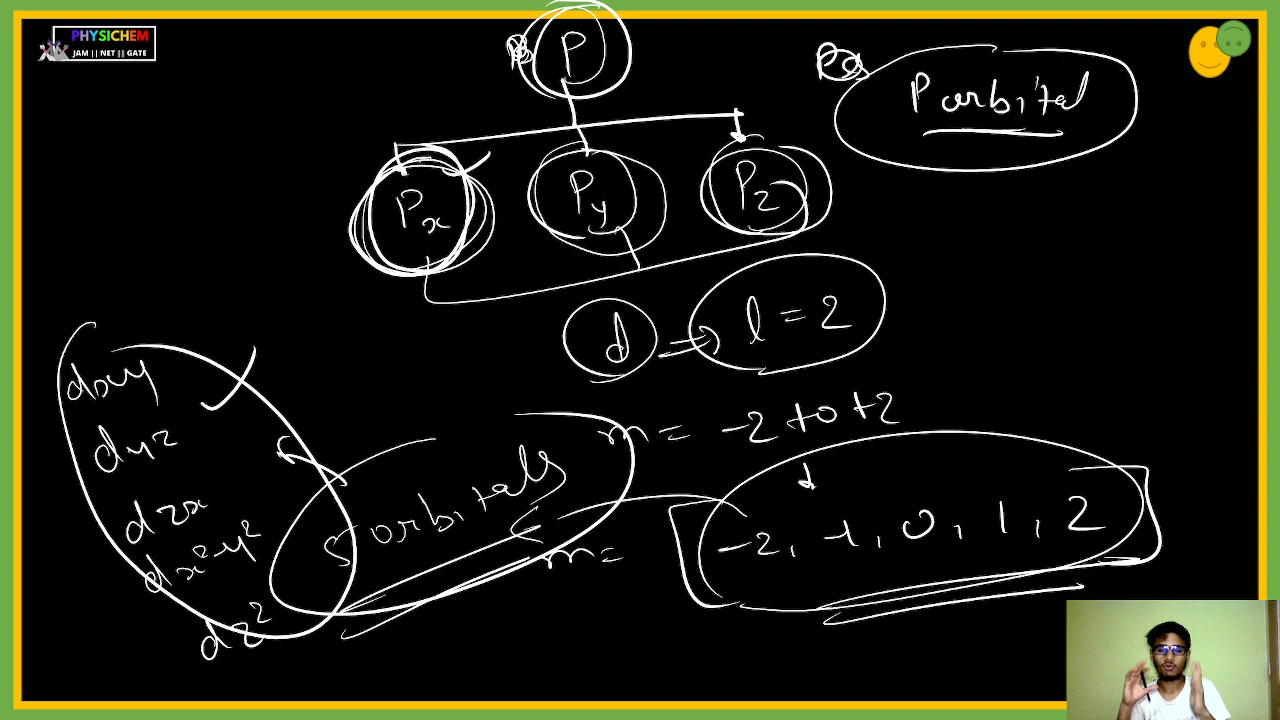 PHYSICHEM
JAM || NET || GATE
P
P orbital
Px Py Pz
d => l = 2
m = -2 to +2
dxy
dyz
dzx
dx²-y²
dz²
5 orbitals
m = -2, -1, 0, 1, 2